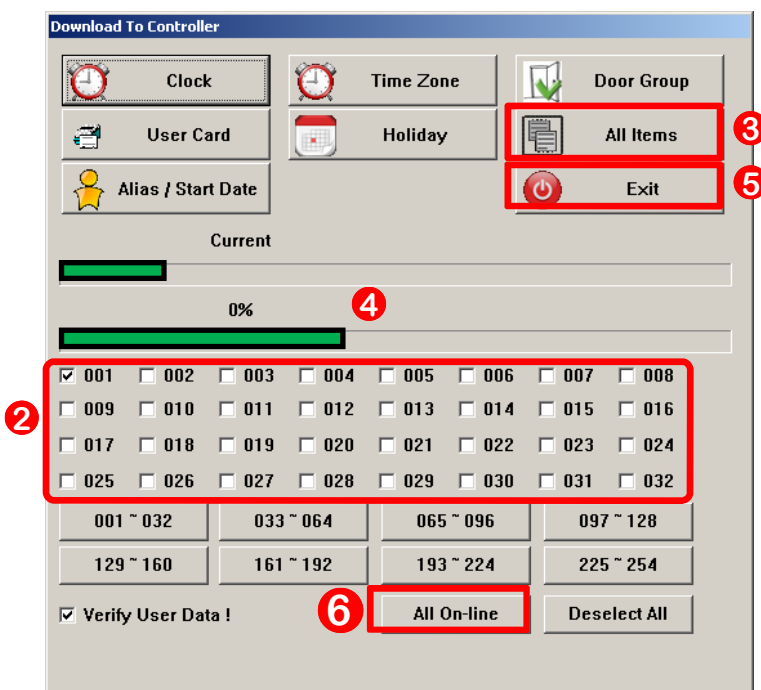 Download To Controller
Clock Time Zone Door Group
User Card Holiday All Items 3
Alias / Start Date Exit 5
Current
0% 4
001 002 003 004 005 006 007 008
2 009 010 011 012 013 014 015 016
017 018 019 020 021 022 023 024
025 026 027 028 029 030 031 032
001 ~ 032 033 ~ 064 065 ~ 096 097 ~ 128
129 ~ 160 161 ~ 192 193 ~ 224 225 ~ 254
Verify User Data ! 6 All On-line Deselect All